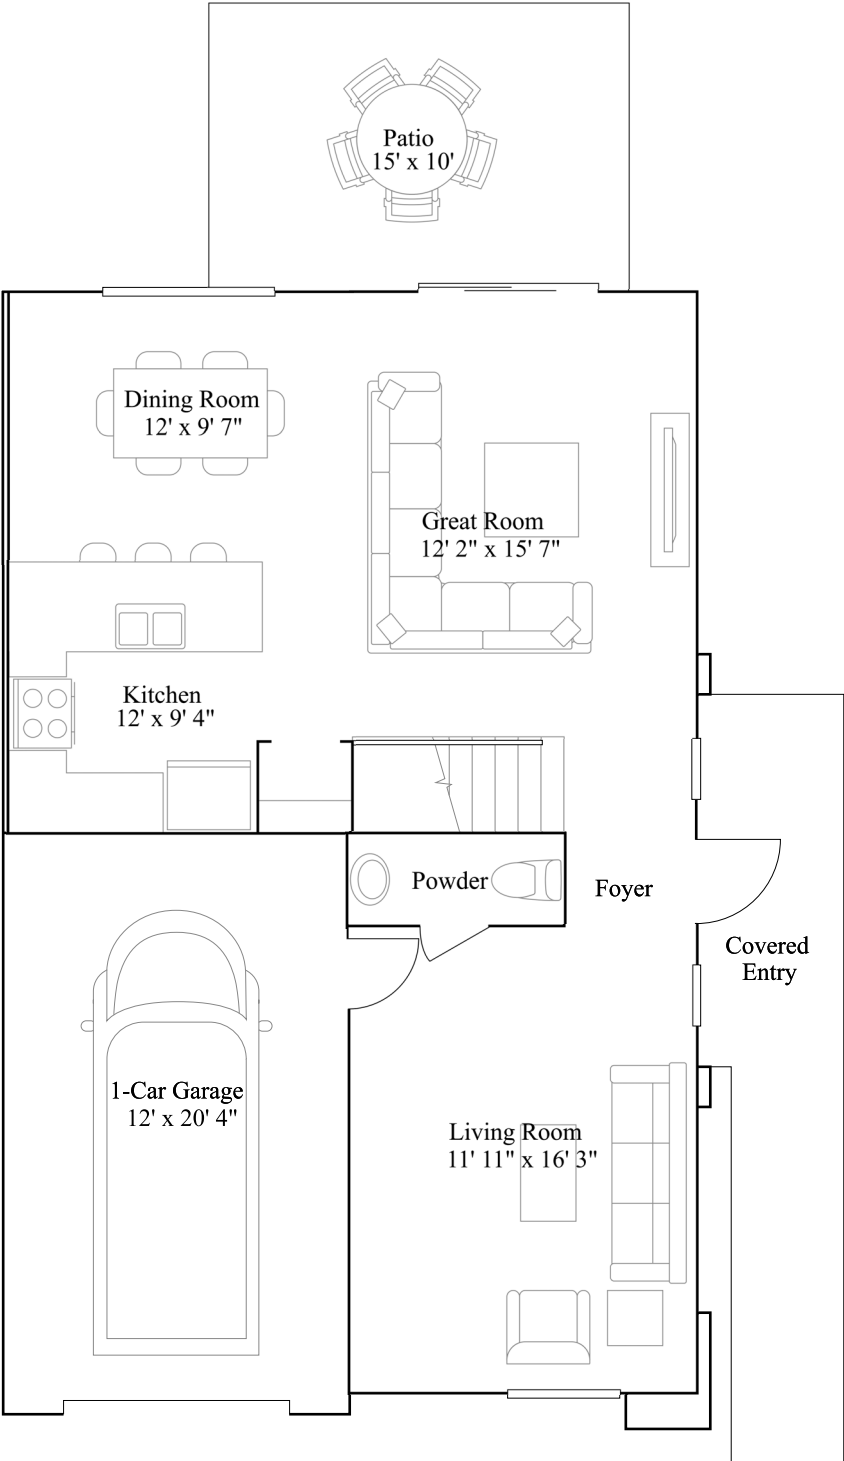 Patio
15' x 10'
Dining Room
12' x 9' 7"
Great Room
12' 2" x 15' 7"
Kitchen
12' x 9' 4"
Powder
Foyer
Covered
Entry
1-Car Garage
12' x 20' 4"
Living Room
11' 11" x 16' 3"